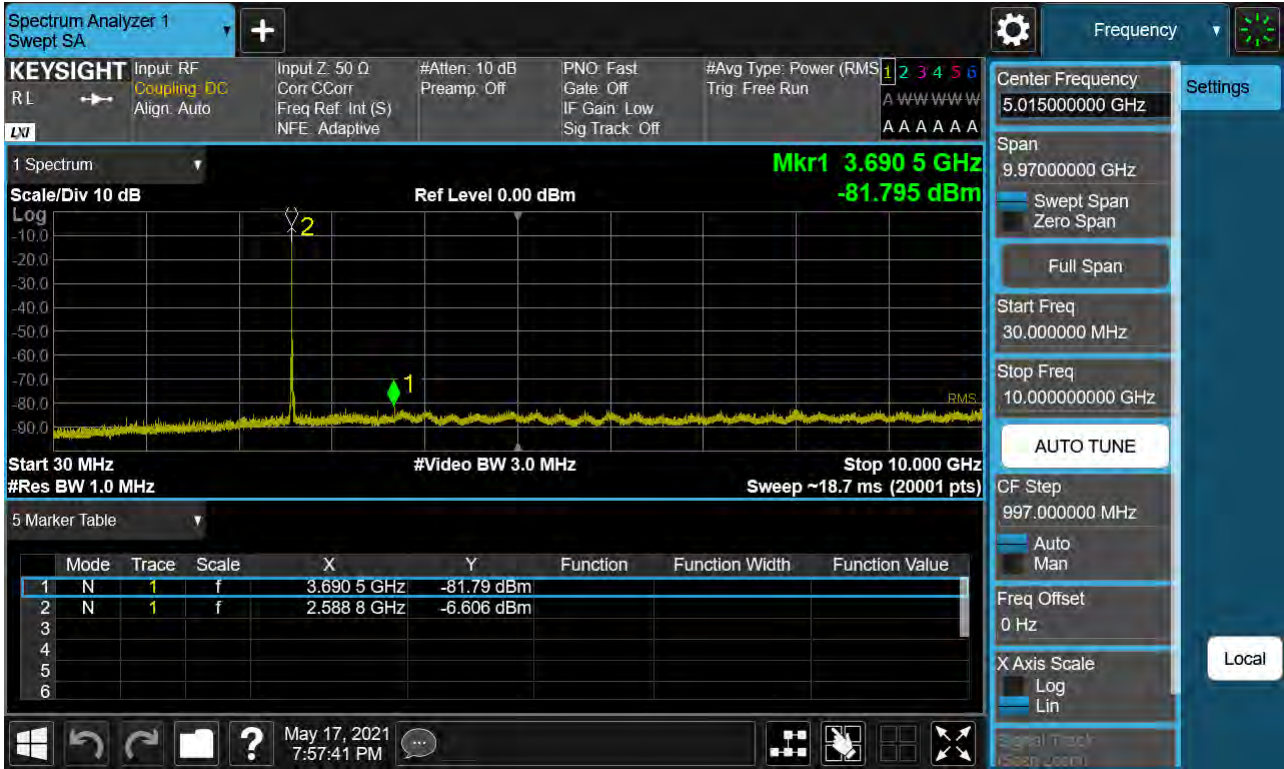 Spectrum Analyzer 1
Swept SA
+
Frequency
KEYSIGHT
RL
LXI
Input: RF
Coupling: DC
Align: Auto
Input Z: 50 Ω
Corr CCorr
Freq Ref: Int (S)
NFE: Adaptive
#Atten: 10 dB
Preamp: Off
PNO: Fast
Gate: Off
IF Gain: Low
Sig Track: Off
#Avg Type: Power (RMS
Trig: Free Run
1 2 3 4 5 6
A W W W W W
A A A A A A
1 Spectrum
Scale/Div 10 dB
Ref Level 0.00 dBm
Mkr1 3.690 5 GHz
-81.795 dBm
Log
-10.0
-20.0
-30.0
-40.0
-50.0
-60.0
-70.0
-80.0
-90.0
2
1
RMS
Start 30 MHz
#Video BW 3.0 MHz
Stop 10.000 GHz
#Res BW 1.0 MHz
Sweep ~18.7 ms (20001 pts)
5 Marker Table
Mode Trace Scale X Y Function Function Width Function Value
1 N 1 f 3.690 5 GHz -81.79 dBm
2 N 1 f 2.588 8 GHz -6.606 dBm
3
4
5
6
?
May 17, 2021
7:57:41 PM
Center Frequency
5.015000000 GHz
Span
9.97000000 GHz
Swept Span
Zero Span
Full Span
Start Freq
30.000000 MHz
Stop Freq
10.000000000 GHz
AUTO TUNE
CF Step
997.000000 MHz
Auto
Man
Freq Offset
0 Hz
X Axis Scale
Log
Lin
Signal Track
(Span Zoom)
Settings
Local